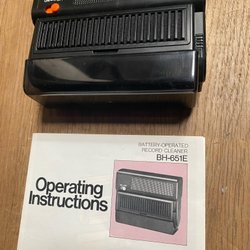 BATTERY-OPERATED
RECORD CLEANER
BH-651E
Operating
Instructions